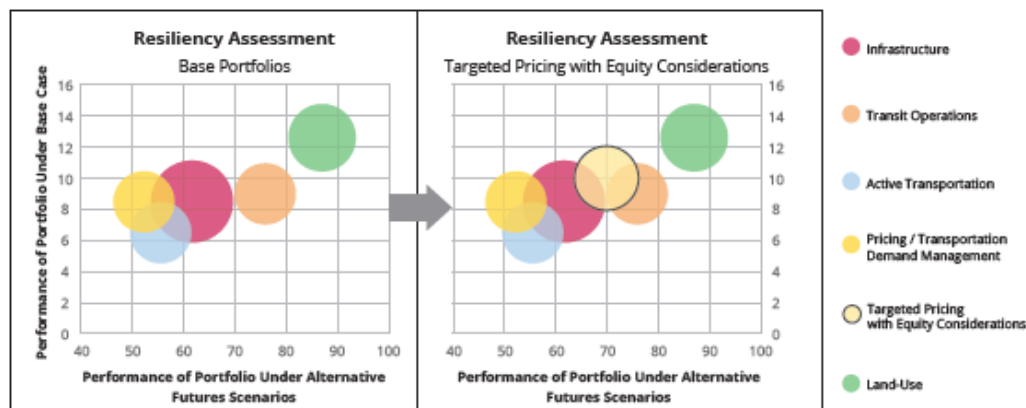 Resiliency Assessment
Base Portfolios
Performance of Portfolio Under Base Case
16
14
12
10
8
6
4
2
0
40 50 60 70 80 90 100
Performance of Portfolio Under Alternative
Futures Scenarios
Resiliency Assessment
Targeted Pricing with Equity Considerations
16
14
12
10
8
6
4
2
0
40 50 60 70 80 90 100
Performance of Portfolio Under Alternative
Futures Scenarios
Infrastructure
Transit Operations
Active Transportation
Pricing / Transportation
Demand Management
Targeted Pricing
with Equity Considerations
Land-Use